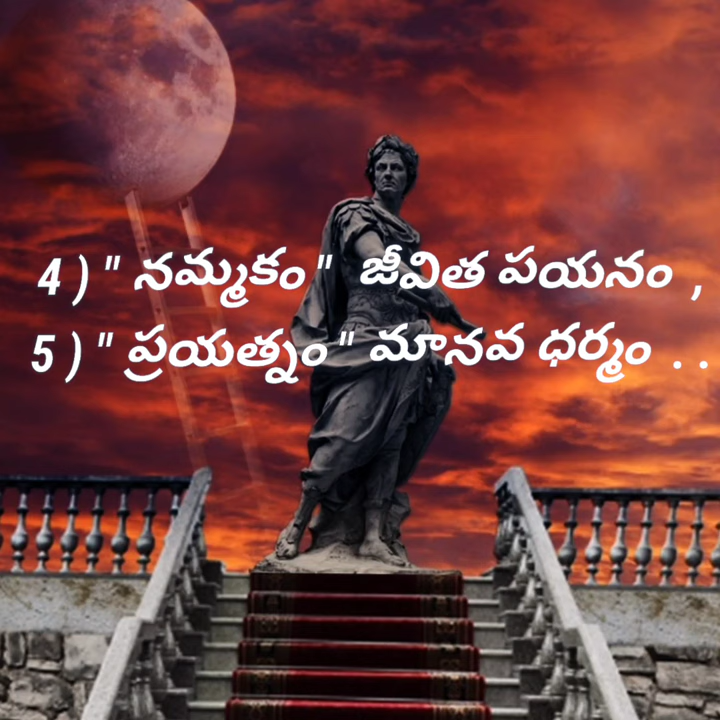 4 ) " నమ్మకం " జీవిత పయనం ,
5 ) " ప్రయత్నం " మానవ ధర్మం . .